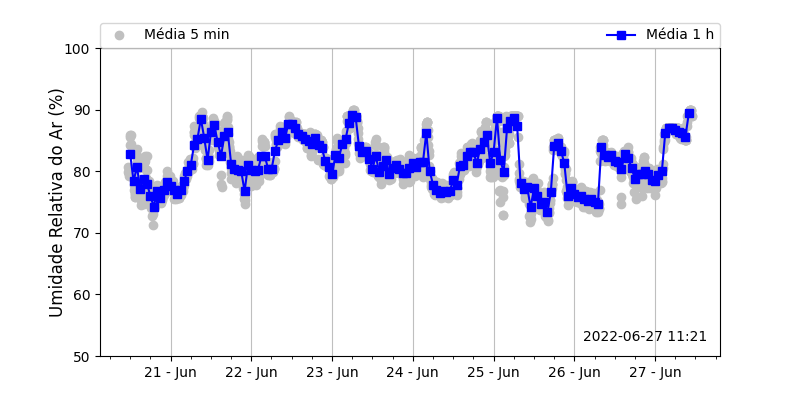 Média 5 min
Média 1 h
Umidade Relativa do Ar (%)
100
90
80
70
60
50
2022-06-27 11:21
21 - Jun
22 - Jun
23 - Jun
24 - Jun
25 - Jun
26 - Jun
27 - Jun